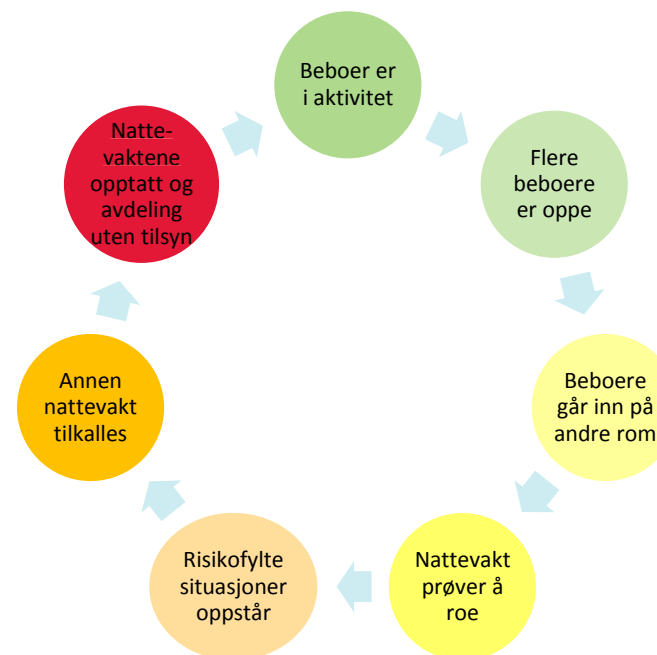 Beboer er
i aktivitet
Flere
beboere
er oppe
Beboere
går inn på
andre rom
Nattevakt
prøver å
roe
Risikofylte
situasjoner
oppstår
Annen
nattevakt
tilkalles
Natte-
vaktene
opptatt og
avdeling
uten tilsyn